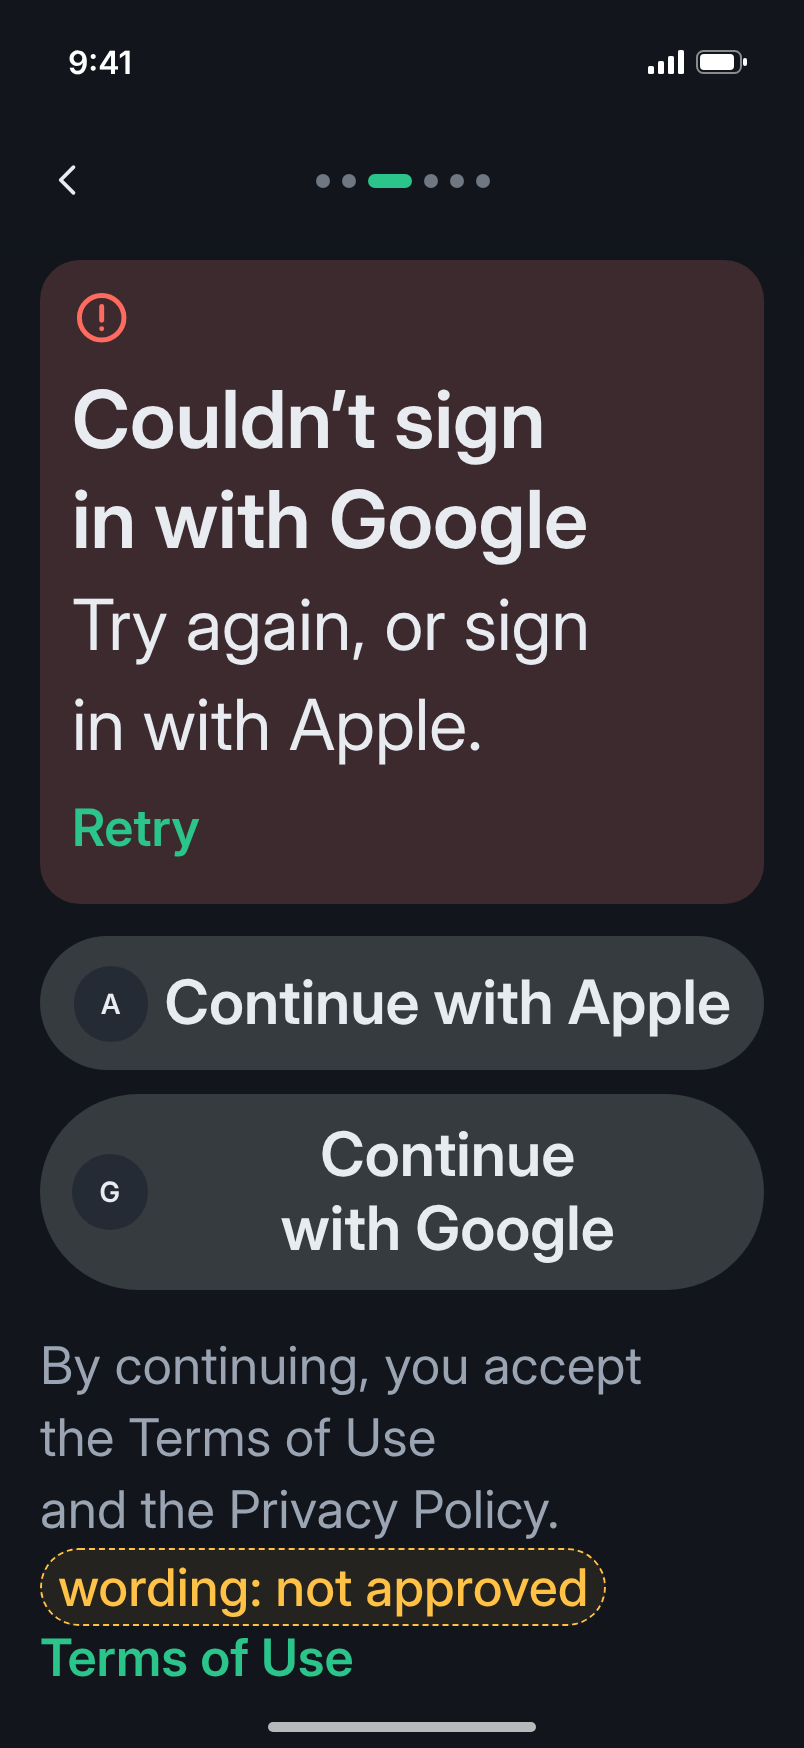 9:41
Couldn’t sign
in with Google
Try again, or sign
in with Apple.
Retry
A Continue with Apple
G Continue
with Google
By continuing, you accept
the Terms of Use
and the Privacy Policy.
wording: not approved
Terms of Use